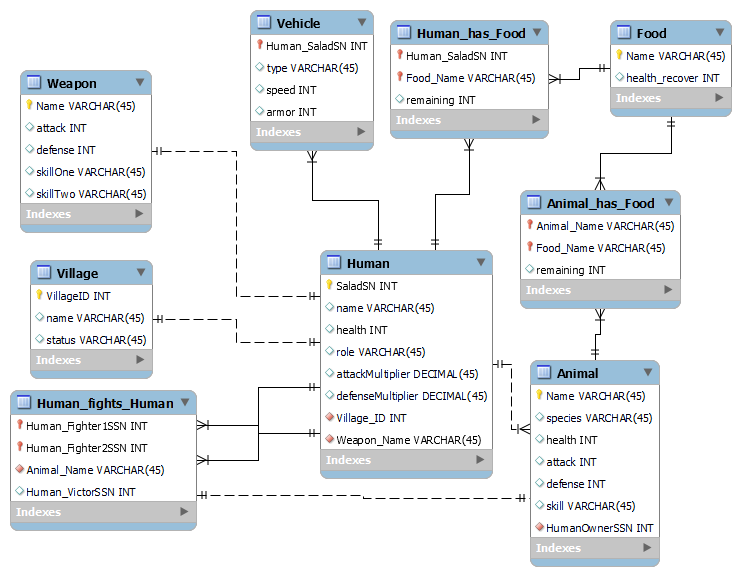 Vehicle
Human_SaladSN INT
type VARCHAR(45)
speed INT
armor INT
Indexes
Human_has_Food
Human_SaladSN INT
Food_Name VARCHAR(45)
remaining INT
Indexes
Food
Name VARCHAR(45)
health_recover INT
Indexes
Weapon
Name VARCHAR(45)
attack INT
defense INT
skillOne VARCHAR(45)
skillTwo VARCHAR(45)
Indexes
Animal_has_Food
Animal_Name VARCHAR(45)
Food_Name VARCHAR(45)
remaining INT
Indexes
Village
VillageID INT
name VARCHAR(45)
status VARCHAR(45)
Indexes
Human
SaladSN INT
name VARCHAR(45)
health INT
role VARCHAR(45)
attackMultiplier DECIMAL(45)
defenseMultiplier DECIMAL(45)
Village_ID INT
Weapon_Name VARCHAR(45)
Indexes
Human_fights_Human
Human_Fighter1SSN INT
Human_Fighter2SSN INT
Animal_Name VARCHAR(45)
Human_VictorSSN INT
Indexes
Animal
Name VARCHAR(45)
species VARCHAR(45)
health INT
attack INT
defense INT
skill VARCHAR(45)
HumanOwnerSSN INT
Indexes